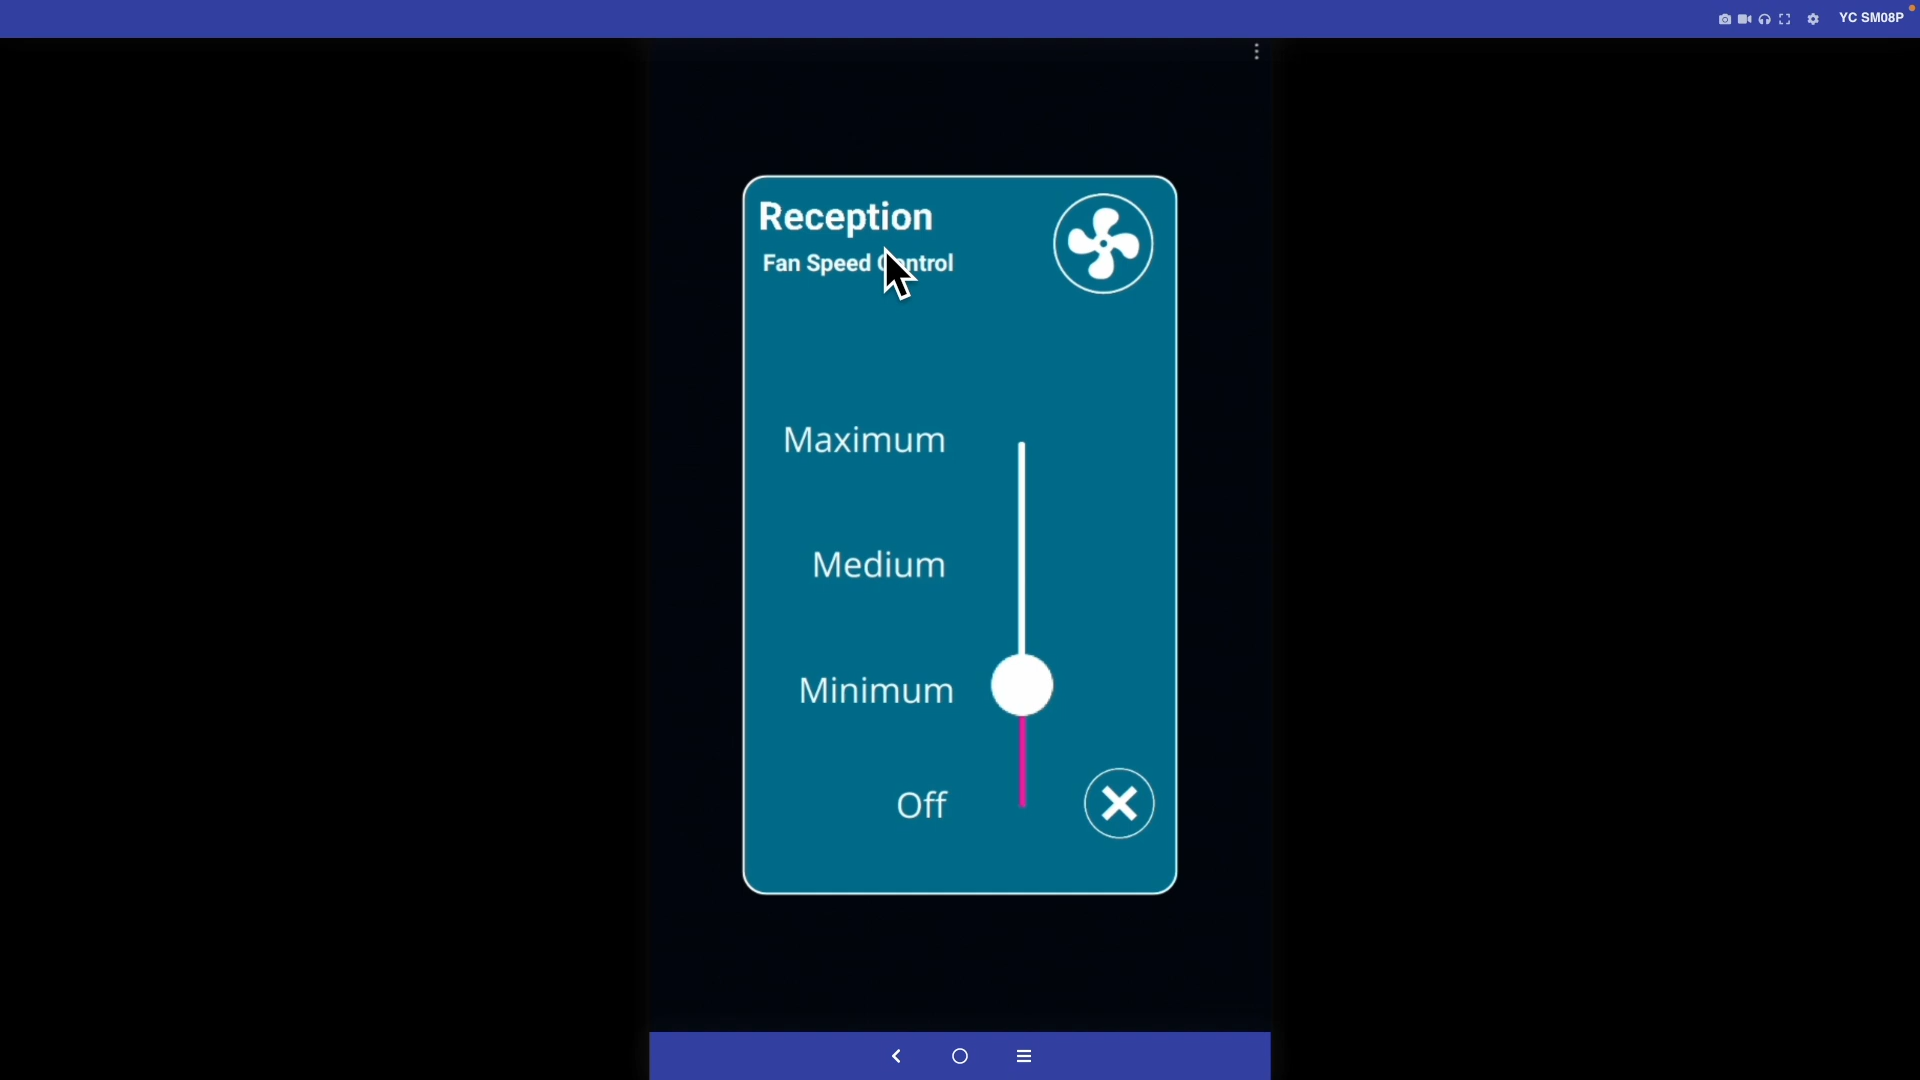 YC SM08P
Reception
Fan Speed Control
Maximum
Medium
Minimum
Off